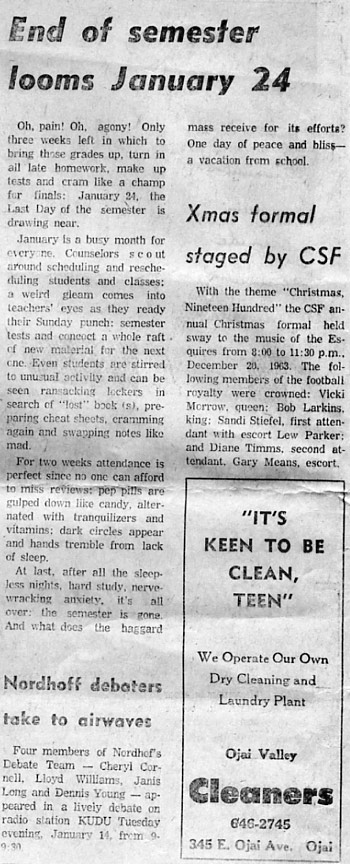 End of semester
looms January 24
Oh, pain! Oh, agony! Only
three weeks left in which to
bring those grades up, turn in
all late homework, make up
tests and cram like a champ
for finals: January 24, the
Last Day of the semester is
drawing near.
January is a busy month for
everyone. Counselors scout
around scheduling and resche-
duling students and classes;
a weird gleam comes into
teachers' eyes as they ready
their Sunday punch: semester
tests and concoct a whole raft
of new material for the next
one. Even students are stirred
to unusual activity and can be
seen ransacking lockers in
search of "lost" book (s), pre-
paring cheat sheets, cramming
again and swapping notes like
mad.
For two weeks attendance is
perfect since no one can afford
to miss reviews; pep pills are
gulped down like candy, alter-
nated with tranquilizers and
vitamins; dark circles appear
and hands tremble from lack
of sleep.
At last, after all the sleep-
less nights, hard study, nerve-
wracking anxiety, it's all
over: the semester is gone.
And what does the haggard
mass receive for its efforts?
One day of peace and bliss—
a vacation from school.
Nordhoff debaters
take to airwaves
Four members of Nordhof's
Debate Team — Cheryl Cor-
nell, Lloyd Williams, Janis
Long and Dennis Young — ap-
peared in a lively debate on
radio station KUDU Tuesday
evening, January 14, from 9-
9:30
Xmas formal
staged by CSF
With the theme "Christmas,
Nineteen Hundred" the CSF an-
nual Christmas formal held
sway to the music of the Es-
quires from 8:00 to 11:30 p.m.,
December 20, 1963. The fol-
lowing members of the football
royalty were crowned: Vicki
Morrow, queen; Bob Larkins,
king; Sandi Stiefel, first atten-
dant with escort Lew Parker;
and Diane Timms, second at-
tendant, Gary Means, escort.
"IT'S
KEEN TO BE
CLEAN,
TEEN"
We Operate Our Own
Dry Cleaning and
Laundry Plant
Ojai Valley
Cleaners
646-2745
345 E. Ojai Ave. Ojai